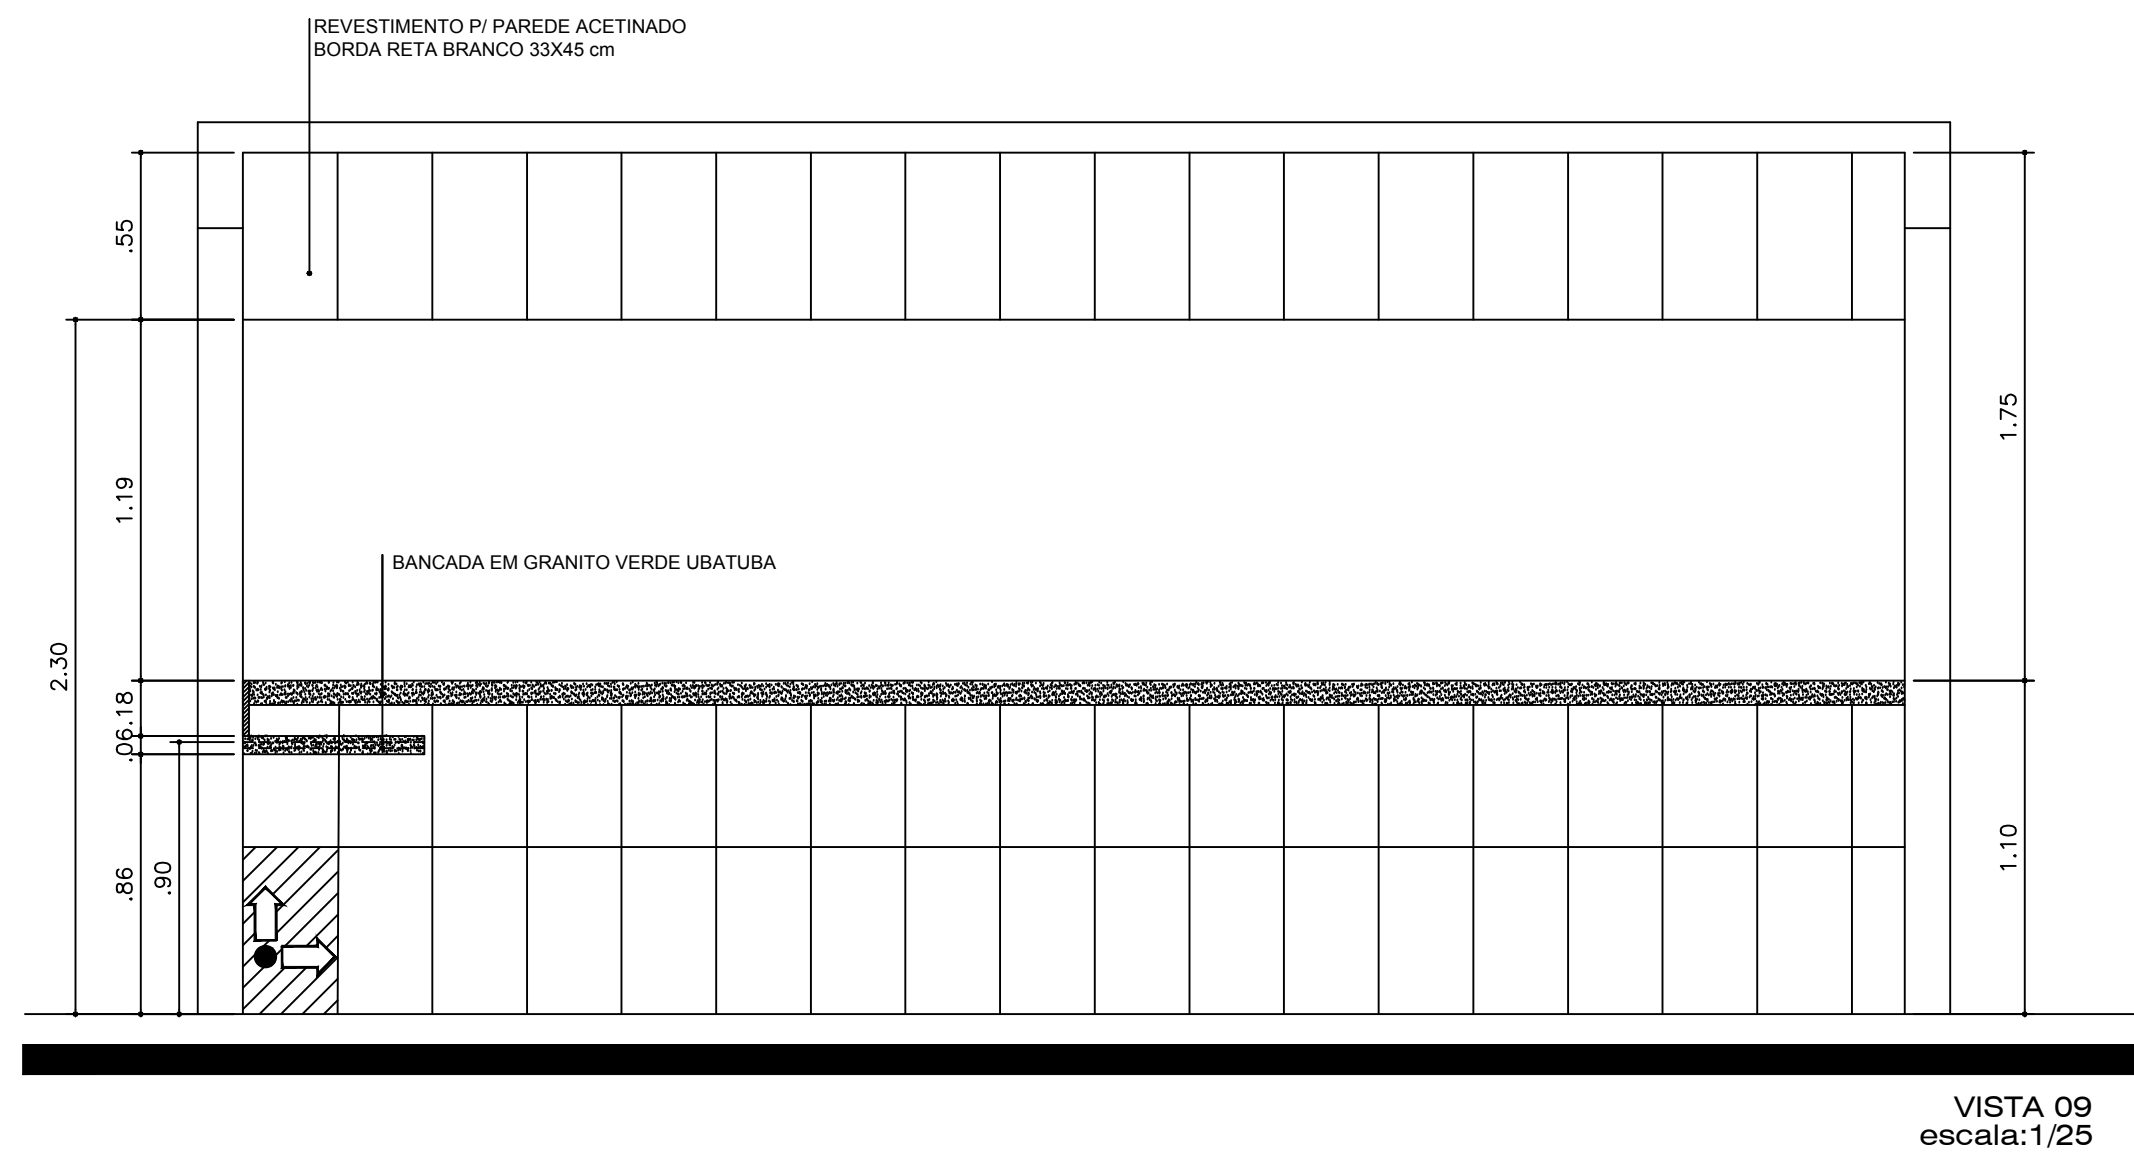 REVESTIMENTO P/ PAREDE ACETINADO
BORDA RETA BRANCO 33X45 cm
.55
1.75
1.19
BANCADA EM GRANITO VERDE UBATUBA
2.30
.18
.06
.86
.90
1.10
VISTA 09
escala:1/25